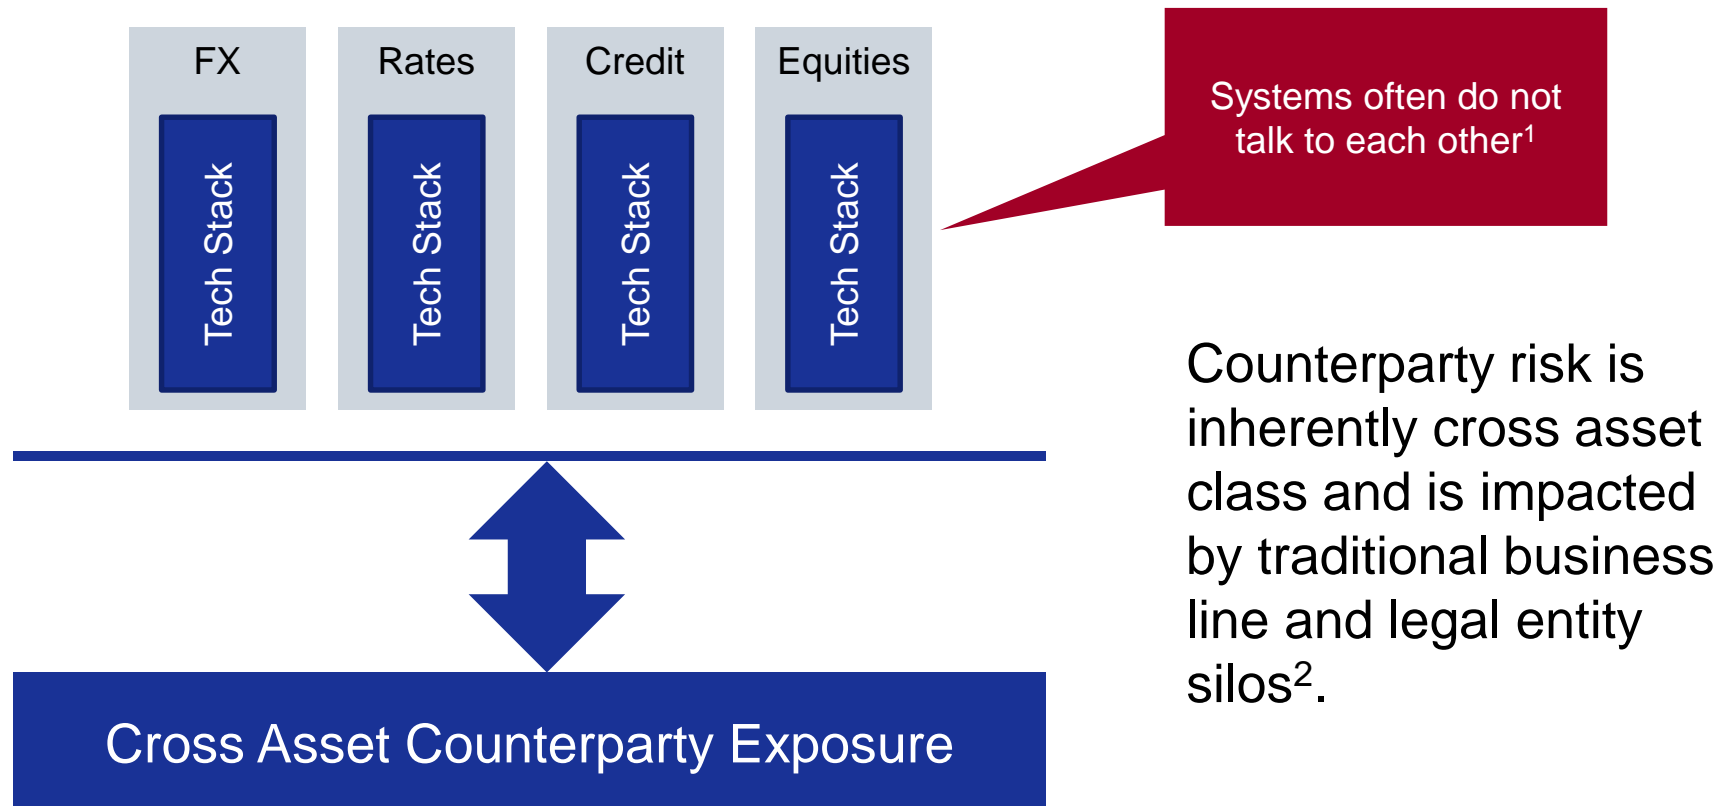 FX
Rates
Credit
Equities
Tech Stack
Tech Stack
Tech Stack
Tech Stack
Systems often do not
talk to each other¹
Counterparty risk is
inherently cross asset
class and is impacted
by traditional business
line and legal entity
silos².
Cross Asset Counterparty Exposure